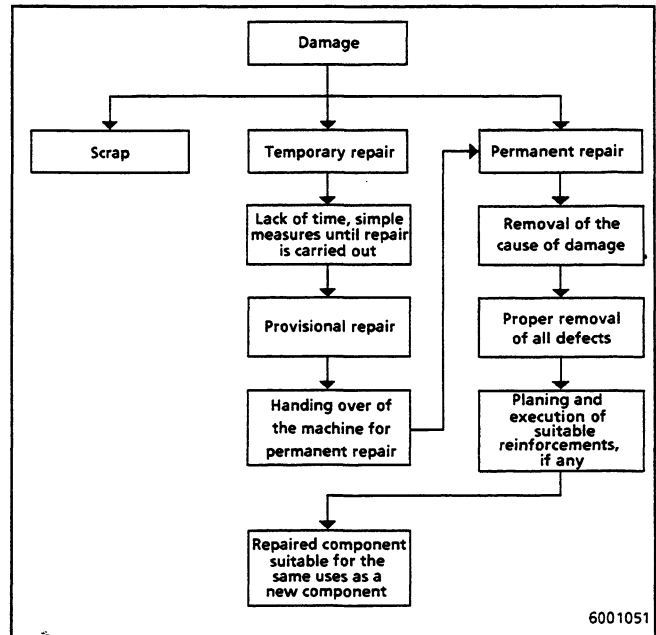 Damage
Scrap
Temporary repair
Permanent repair
Lack of time, simple
measures until repair
is carried out
Removal of the
cause of damage
Provisional repair
Proper removal
of all defects
Handing over of
the machine for
permanent repair
Planing and
execution of
suitable
reinforcements,
if any
Repaired component
suitable for the
same uses as a
new component
6001051